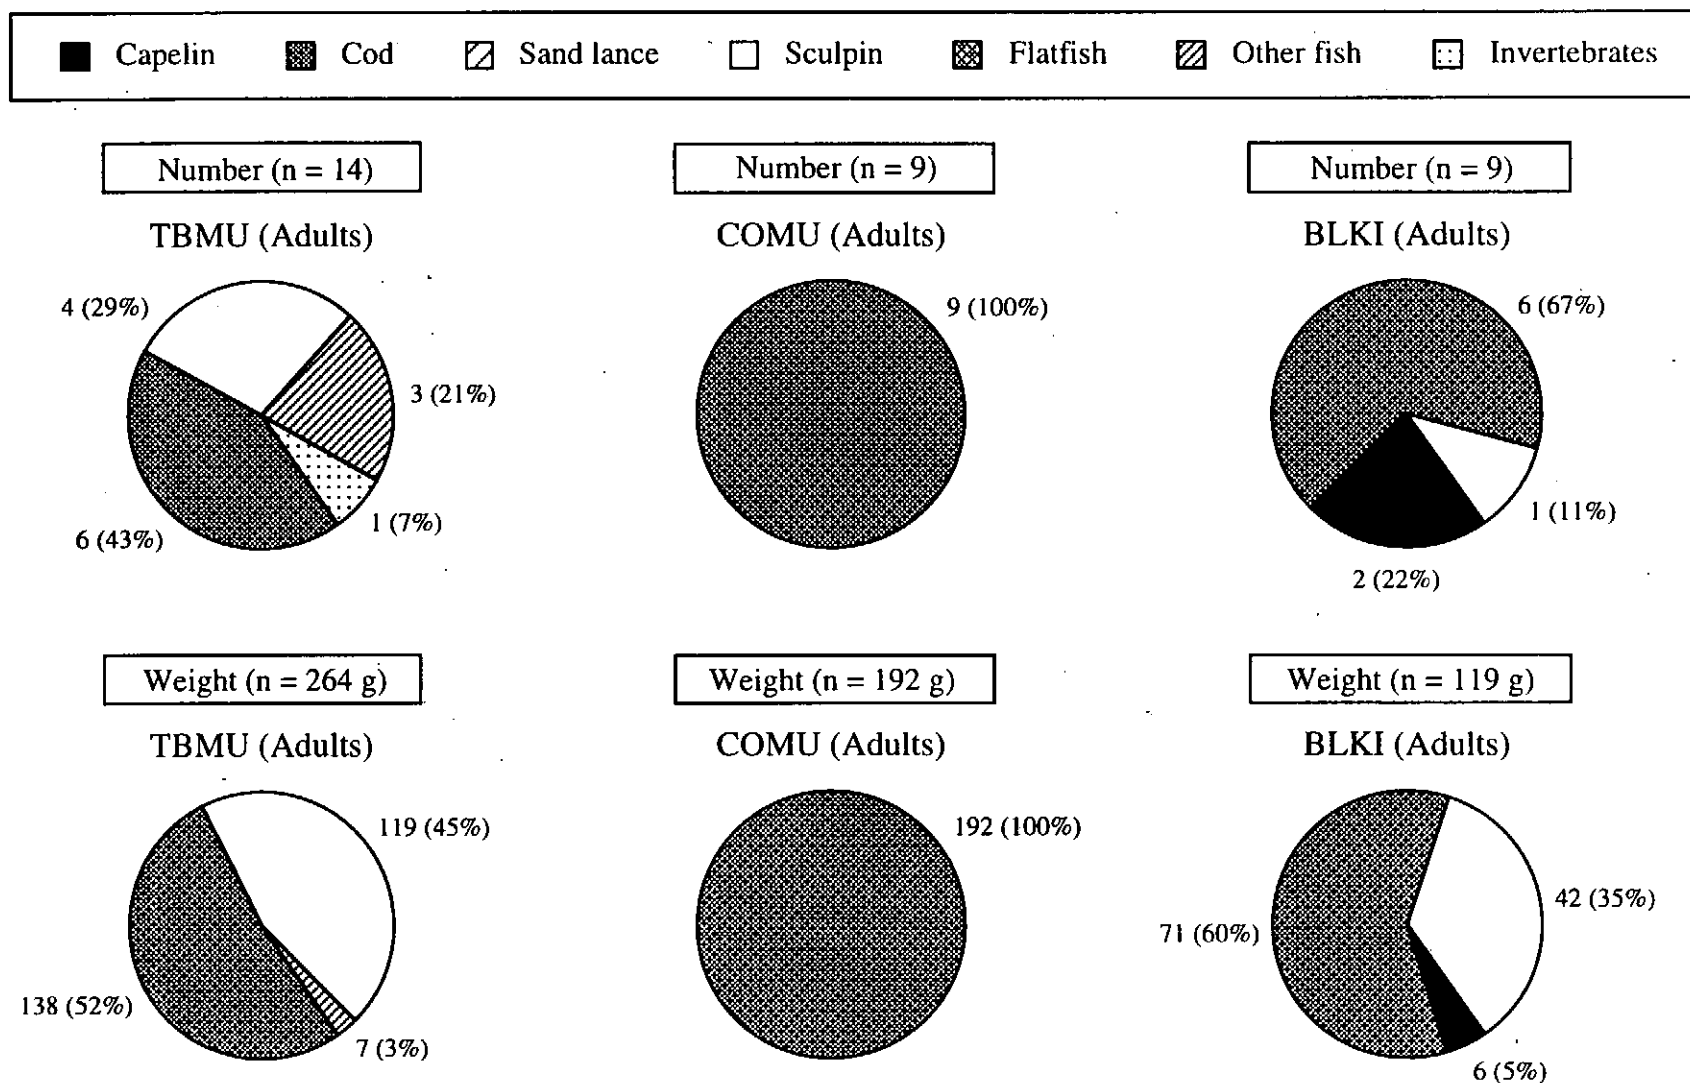 Capelin Cod Sand lance Sculpin Flatfish Other fish Invertebrates
Number (n = 14)
TBMU (Adults)
4 (29%)
3 (21%)
1 (7%)
6 (43%)
Number (n = 9)
COMU (Adults)
9 (100%)
Number (n = 9)
BLKI (Adults)
6 (67%)
1 (11%)
2 (22%)
Weight (n = 264 g)
TBMU (Adults)
119 (45%)
138 (52%)
7 (3%)
Weight (n = 192 g)
COMU (Adults)
192 (100%)
Weight (n = 119 g)
BLKI (Adults)
42 (35%)
71 (60%)
6 (5%)